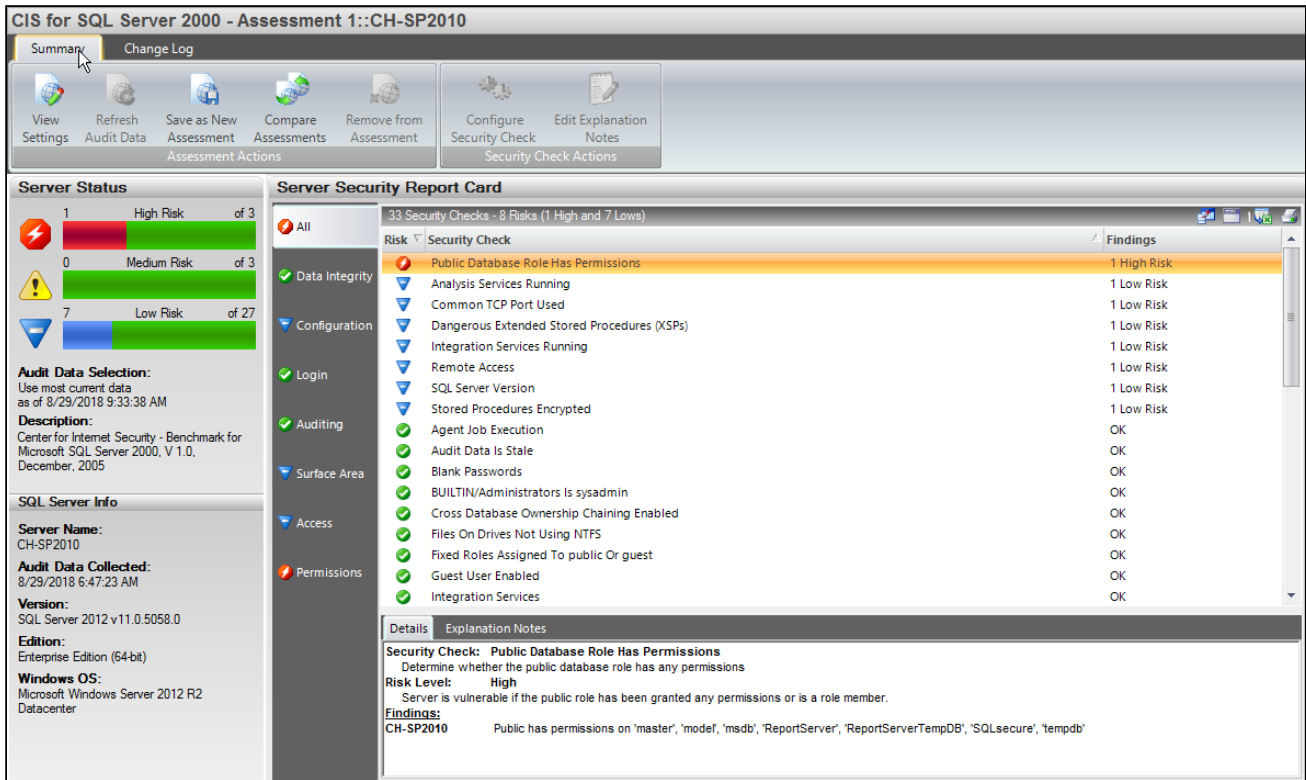 CIS for SQL Server 2000 - Assessment 1::CH-SP2010
Summary
Change Log
View Settings
Refresh Audit Data
Save as New Assessment
Compare Assessments
Remove from Assessment
Assessment Actions
Configure Security Check
Edit Explanation Notes
Security Check Actions
Server Status
1 High Risk of 3
0 Medium Risk of 3
7 Low Risk of 27
Audit Data Selection:
Use most current data
as of 8/29/2018 9:33:38 AM
Description:
Center for Internet Security - Benchmark for
Microsoft SQL Server 2000, V 1.0,
December, 2005
SQL Server Info
Server Name:
CH-SP2010
Audit Data Collected:
8/29/2018 6:47:23 AM
Version:
SQL Server 2012 v11.0.5058.0
Edition:
Enterprise Edition (64-bit)
Windows OS:
Microsoft Windows Server 2012 R2
Datacenter
Server Security Report Card
All
Data Integrity
Configuration
Login
Auditing
Surface Area
Access
Permissions
33 Security Checks - 8 Risks (1 High and 7 Lows)
Risk Security Check Findings
Public Database Role Has Permissions 1 High Risk
Analysis Services Running 1 Low Risk
Common TCP Port Used 1 Low Risk
Dangerous Extended Stored Procedures (XSPs) 1 Low Risk
Integration Services Running 1 Low Risk
Remote Access 1 Low Risk
SQL Server Version 1 Low Risk
Stored Procedures Encrypted 1 Low Risk
Agent Job Execution OK
Audit Data Is Stale OK
Blank Passwords OK
BUILTIN/Administrators Is sysadmin OK
Cross Database Ownership Chaining Enabled OK
Files On Drives Not Using NTFS OK
Fixed Roles Assigned To public Or guest OK
Guest User Enabled OK
Integration Services OK
Details Explanation Notes
Security Check: Public Database Role Has Permissions
Determine whether the public database role has any permissions
Risk Level: High
Server is vulnerable if the public role has been granted any permissions or is a role member.
Findings:
CH-SP2010 Public has permissions on 'master', 'model', 'msdb', 'ReportServer', 'ReportServerTempDB', 'SQLsecure', 'tempdb'